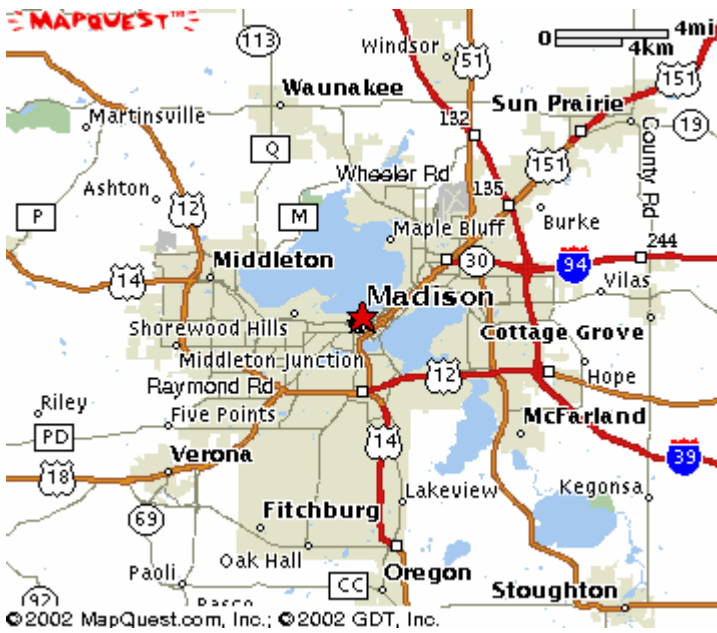 MAPQUEST™
0 4mi
4km
113
Windsor
51
151
Waunakee
Sun Prairie
Martinsville
132
19
Q
County Rd
Wheeler Rd
151
Ashton
135
P
12
M
Burke
Maple Bluff
244
Middleton
30
94
14
Madison
Vilas
Shorewood Hills
Cottage Grove
Middleton Junction
12
Hope
Raymond Rd
Riley
Five Points
McFarland
PD
14
Verona
39
18
Lakeview
Kegonsa
Fitchburg
69
Oak Hall
Paoli
Oregon
CC
Stoughton
92
©2002 MapQuest.com, Inc.; ©2002 GDT, Inc.